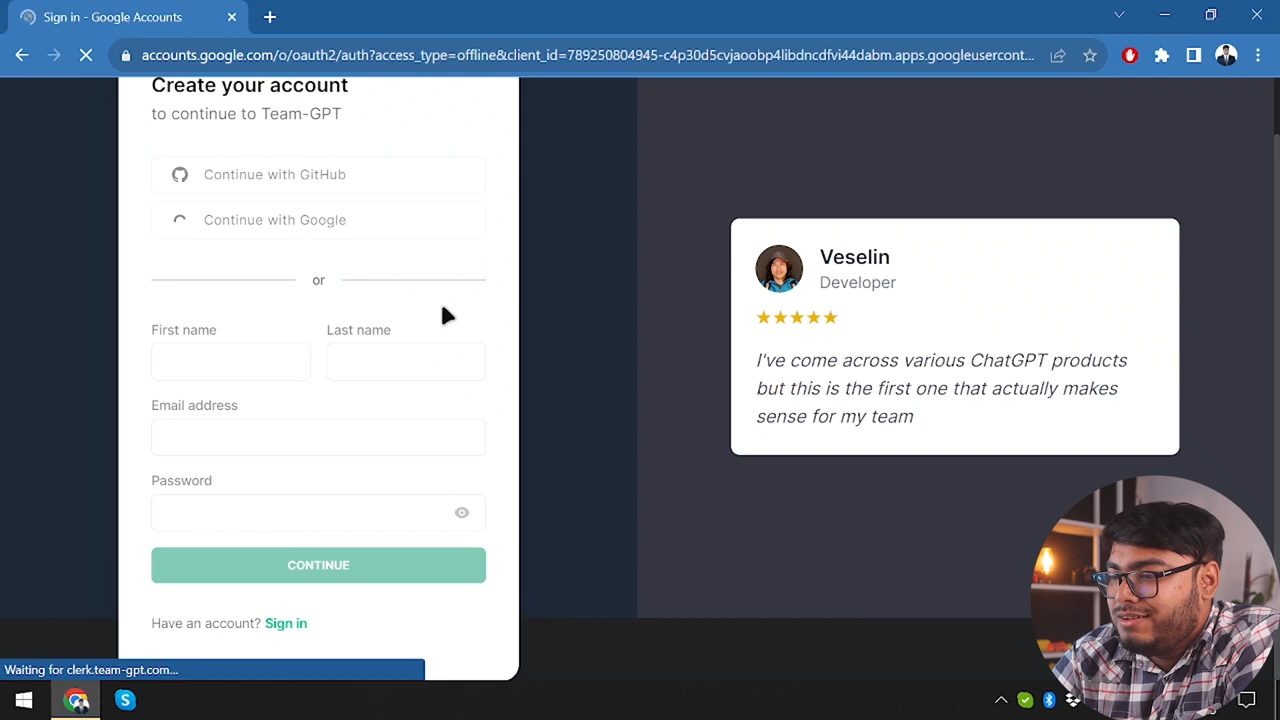 Sign in - Google Accounts
accounts.google.com/o/oauth2/auth?access_type=offline&client_id=789250804945-c4p30d5cvjaoobp4libdncdfvi44dabm.apps.googleusercont...
Create your account
to continue to Team-GPT
Continue with GitHub
Continue with Google
or
First name
Last name
Email address
Password
CONTINUE
Have an account? Sign in
Veselin
Developer
★★★★★
I've come across various ChatGPT products
but this is the first one that actually makes
sense for my team
Waiting for clerk.team-gpt.com...